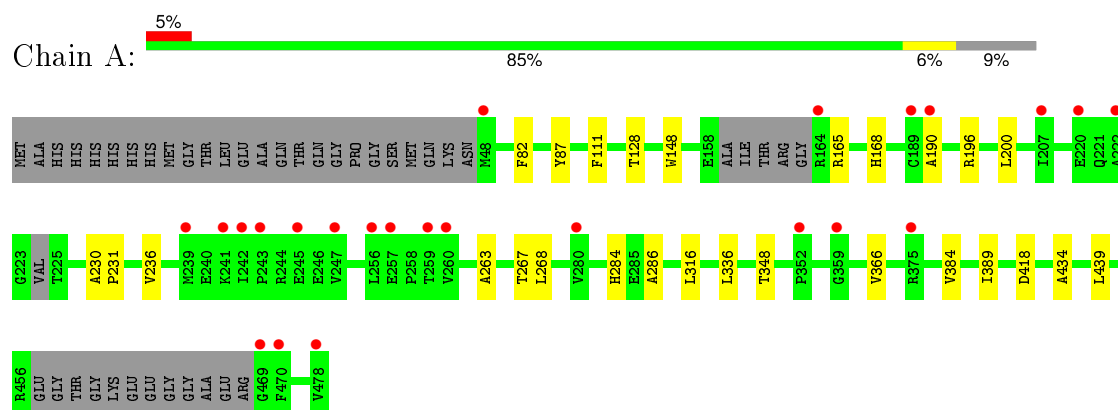 5%
Chain A:
85% 6% 9%
MET ALA HIS HIS HIS HIS HIS HIS MET GLY THR LEU GLU ALA GLN THR THR GLN GLY PRO GLY SER MET GLN LYS ASN M48 F82 Y87 F111 T128 W148 E158 ALA ILE THR ARG GLY R164 R165 H168 G189 A190 R196 L200 I207 E220 Q221 A222
G223 VAL T225 A230 P231 V236 M239 E240 K241 I242 P243 R244 E245 E246 V247 L256 E257 P258 T259 V260 A263 T267 L268 V280 H284 E285 A286 L316 L336 T348 P352 G359 V366 R375 V384 I389 D418 A434 L439
R456 GLU GLY THR GLY LYS GLU GLU GLY GLY ALA GLU ARG G469 F470 V478